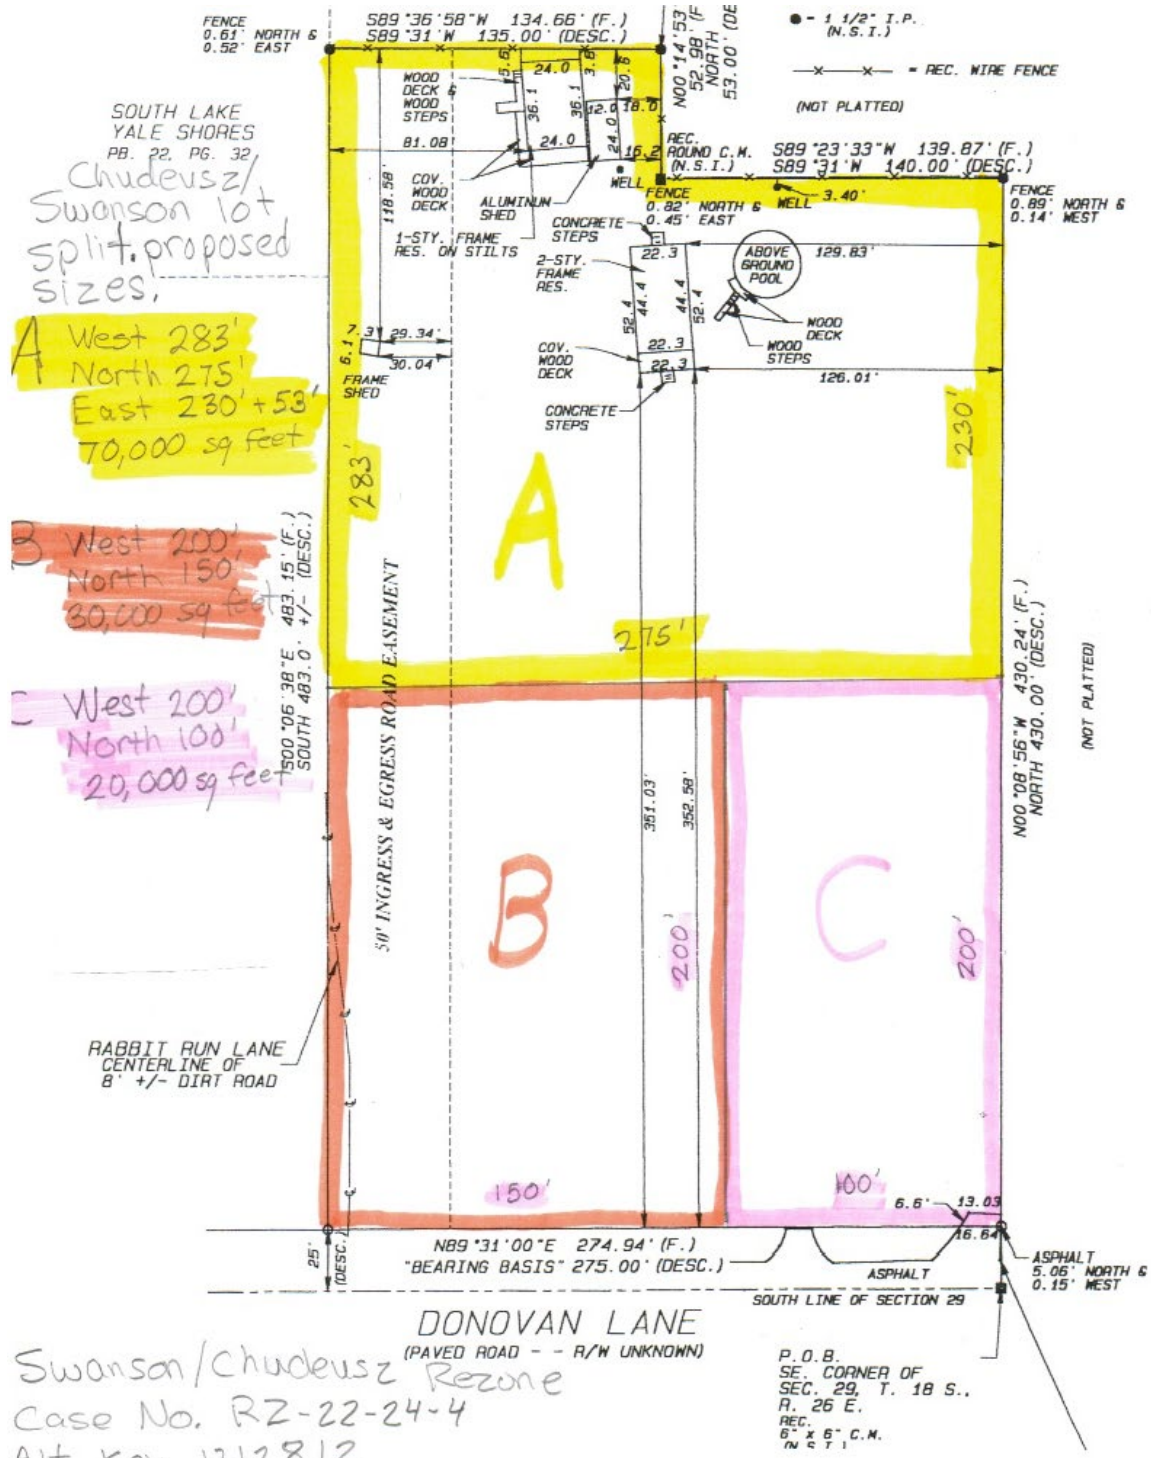 FENCE
0.61' NORTH &
0.52' EAST
S89°36'58"W 134.66' (F.)
S89°31'W 135.00' (DESC.)
N00°14'53"
52.98' (F
NORTH
53.00' (DE
● - 1 1/2" I.P.
(N.S.I.)
—x—x— = REC. WIRE FENCE
(NOT PLATTED)
SOUTH LAKE
YALE SHORES
PB. 22, PG. 32
Chudeusz/
Swanson lot
split. proposed
sizes.
A West 283'
North 275'
East 230' + 53'
70,000 sq feet
B West 200'
North 150'
30,000 sq feet
C West 200'
North 100'
20,000 sq feet
WOOD
DECK &
WOOD
STEPS
5.6
24.0
3.8
20.6
36.1
36.1
12.0
18.0
24.0
24.0
16.2
81.08
118.58'
COV.
WOOD
DECK
ALUMINUM
SHED
WELL
1-STY. FRAME
RES. ON STILTS
REC.
ROUND C.M.
(N.S.I.)
S89°23'33"W 139.87' (F.)
S89°31'W 140.00' (DESC.)
FENCE
0.82' NORTH &
0.45' EAST
WELL
3.40'
FENCE
0.89' NORTH &
0.14' WEST
CONCRETE
STEPS
22.3
129.83'
2-STY.
FRAME
RES.
ABOVE
GROUND
POOL
52.4
44.4
44.4
52.4
WOOD
DECK
WOOD
STEPS
7.3
29.34'
6.1
30.04'
FRAME
SHED
COV.
WOOD
DECK
22.3
22.3
126.01'
CONCRETE
STEPS
283'
230'
A
275'
S00°06'38"E 483.15' (F.)
SOUTH 483.0' +/- (DESC.)
50' INGRESS & EGRESS ROAD EASEMENT
N00°08'56"W 430.24' (F.)
NORTH 430.00' (DESC.)
(NOT PLATTED)
351.03'
352.58'
B
C
200'
200'
RABBIT RUN LANE
CENTERLINE OF
8' +/- DIRT ROAD
150'
100'
6.6'
13.03
16.64
25'
(DESC.)
N89°31'00"E 274.94' (F.)
"BEARING BASIS" 275.00' (DESC.)
ASPHALT
ASPHALT
5.06' NORTH &
0.15' WEST
SOUTH LINE OF SECTION 29
DONOVAN LANE
(PAVED ROAD - - R/W UNKNOWN)
P.O.B.
SE. CORNER OF
SEC. 29, T. 18 S.,
R. 26 E.
REC.
6" x 6" C.M.
(N.S.I.)
Swanson/Chudeusz Rezone
Case No. RZ-22-24-4
Alt. Key 1212812